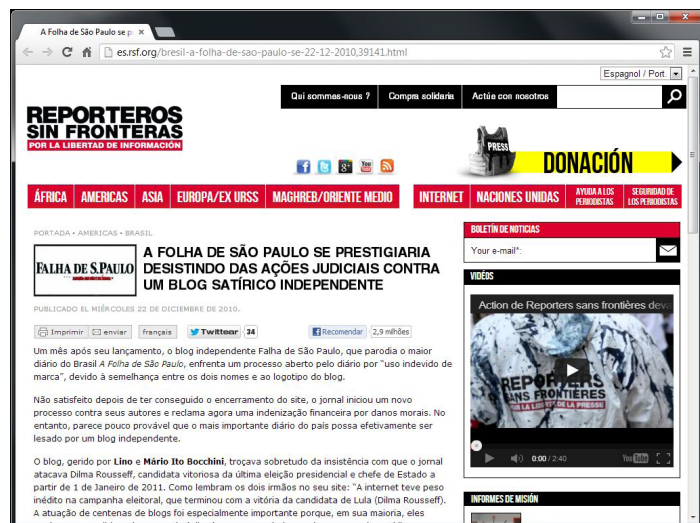 A Folha de São Paulo se p
es.rsf.org/bresil-a-folha-de-sao-paulo-se-22-12-2010,39141.html
Espagnol / Port.
Qui sommes-nous ? Compra solidaria Actúe con nosotros
REPORTEROS
SIN FRONTERAS
POR LA LIBERTAD DE INFORMACIÓN
PRESS
DONACIÓN
ÁFRICA AMERICAS ASIA EUROPA/EX URSS MAGHREB/ORIENTE MEDIO INTERNET NACIONES UNIDAS AYUDA A LOS PERIODISTAS SEGURIDAD DE LOS PERIODISTAS
PORTADA • AMERICAS • BRASIL
FALHA DE S.PAULO
A FOLHA DE SÃO PAULO SE PRESTIGIARIA
DESISTINDO DAS AÇÕES JUDICIAIS CONTRA
UM BLOG SATÍRICO INDEPENDENTE
PUBLICADO EL MIÉRCOLES 22 DE DICIEMBRE DE 2010.
Imprimir enviar français Twittear 34 Recomendar 2,9 milhões
Um mês após seu lançamento, o blog independente Falha de São Paulo, que parodia o maior
diário do Brasil A Folha de São Paulo, enfrenta um processo aberto pelo diário por "uso indevido de
marca", devido à semelhança entre os dois nomes e ao logotipo do blog.
Não satisfeito depois de ter conseguido o encerramento do site, o jornal iniciou um novo
processo contra seus autores e reclama agora uma indenização financeira por danos morais. No
entanto, parece pouco provável que o mais importante diário do país possa efetivamente ser
lesado por um blog independente.
O blog, gerido por Lino e Mário Ito Bocchini, troçava sobretudo da insistência com que o jornal
atacava Dilma Rousseff, candidata vitoriosa da última eleição presidencial e chefe de Estado a
partir de 1 de Janeiro de 2011. Como lembram os dois irmãos no seu site: "A internet teve peso
inédito na campanha eleitoral, que terminou com a vitória da candidata de Lula (Dilma Rousseff).
A atuação de centenas de blogs foi especialmente importante porque, em sua maioria, eles
BOLETÍN DE NOTICIAS
Your e-mail*:
VIDÉOS
Action de Reporters sans frontières deva
REPORTERS
SANS FRONTIÈRES
POUR LA LIBERTÉ DE LA PRESSE
0:00 / 2:40
YouTube
INFORMES DE MISIÓN